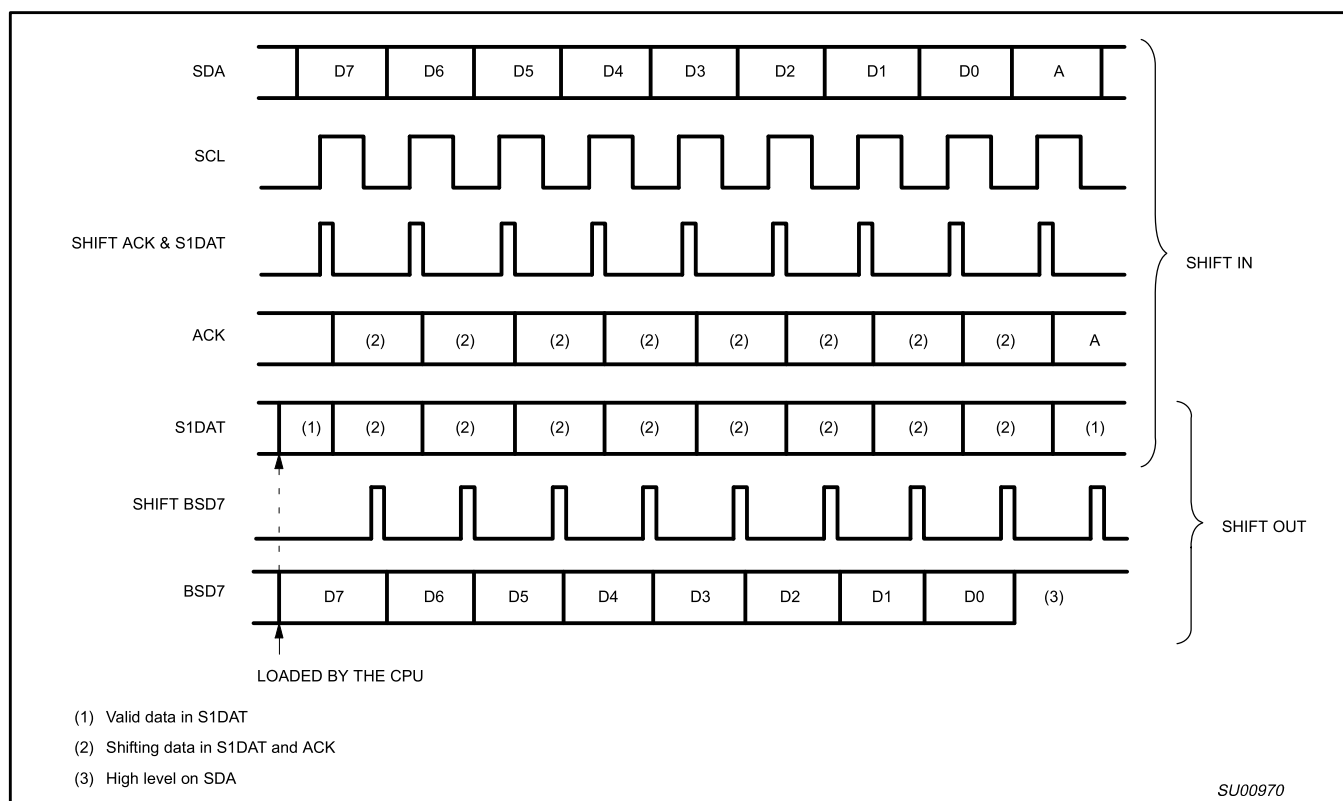 SDA D7 D6 D5 D4 D3 D2 D1 D0 A
SCL
SHIFT ACK & S1DAT
SHIFT IN
ACK (2) (2) (2) (2) (2) (2) (2) (2) A
S1DAT (1) (2) (2) (2) (2) (2) (2) (2) (2) (1)
SHIFT BSD7
SHIFT OUT
BSD7 D7 D6 D5 D4 D3 D2 D1 D0 (3)
LOADED BY THE CPU
(1) Valid data in S1DAT
(2) Shifting data in S1DAT and ACK
(3) High level on SDA
SU00970